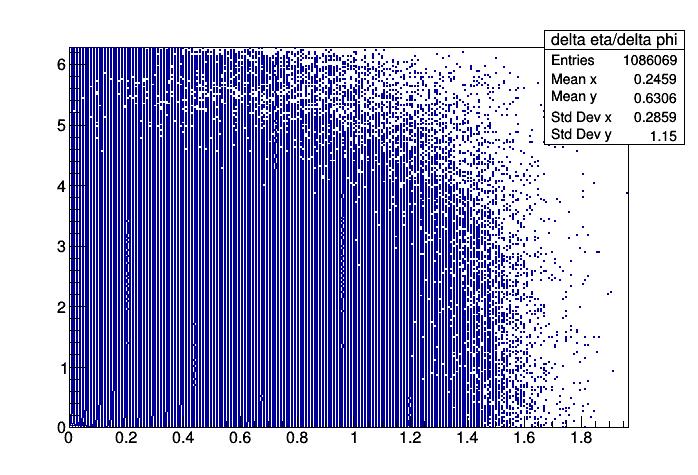 delta eta/delta phi
Entries 1086069
Mean x 0.2459
Mean y 0.6306
Std Dev x 0.2859
Std Dev y 1.15
6
5
4
3
2
1
0
0 0.2 0.4 0.6 0.8 1 1.2 1.4 1.6 1.8